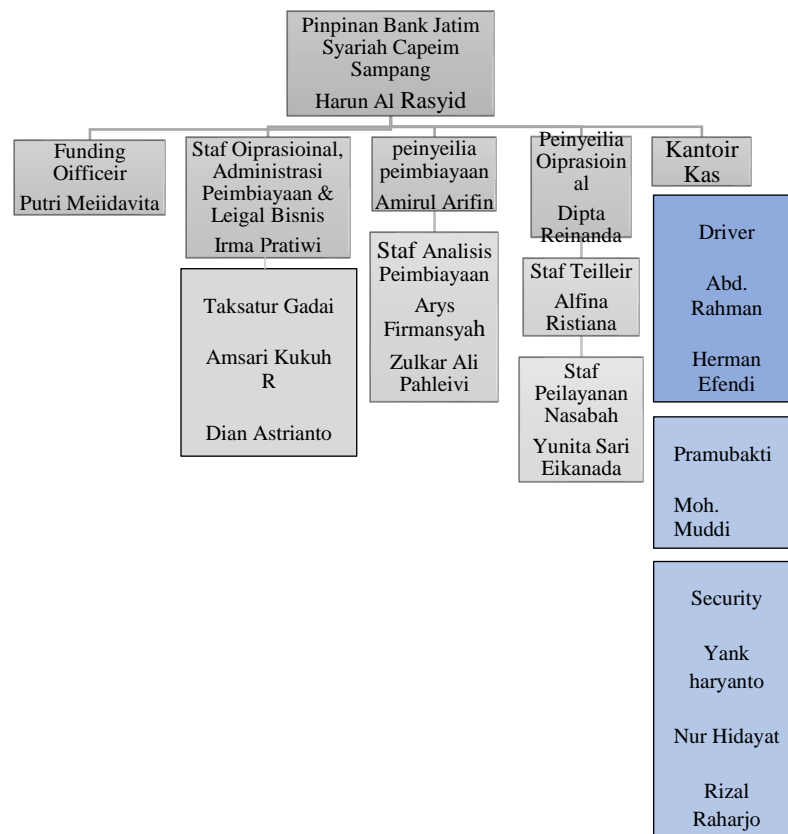 Pinpinan Bank Jatim
Syariah Capeim
Sampang
Harun Al Rasyid
Funding
Oifficeir
Putri Meiidavita
Staf Oiprasioinal,
Administrasi
Peimbiayaan &
Leigal Bisnis
Irma Pratiwi
Taksatur Gadai
Amsari Kukuh
R
Dian Astrianto
peinyeilia
peimbiayaan
Amirul Arifin
Staf Analisis
Peimbiayaan
Arys
Firmansyah
Zulkar Ali
Pahleivi
Peinyeilia
Oiprasioin
al
Dipta
Reinanda
Staf Teilleir
Alfina
Ristiana
Staf
Peilayanan
Nasabah
Yunita Sari
Eikanada
Kantoir
Kas
Driver
Abd.
Rahman
Herman
Efendi
Pramubakti
Moh.
Muddi
Security
Yank
haryanto
Nur Hidayat
Rizal
Raharjo